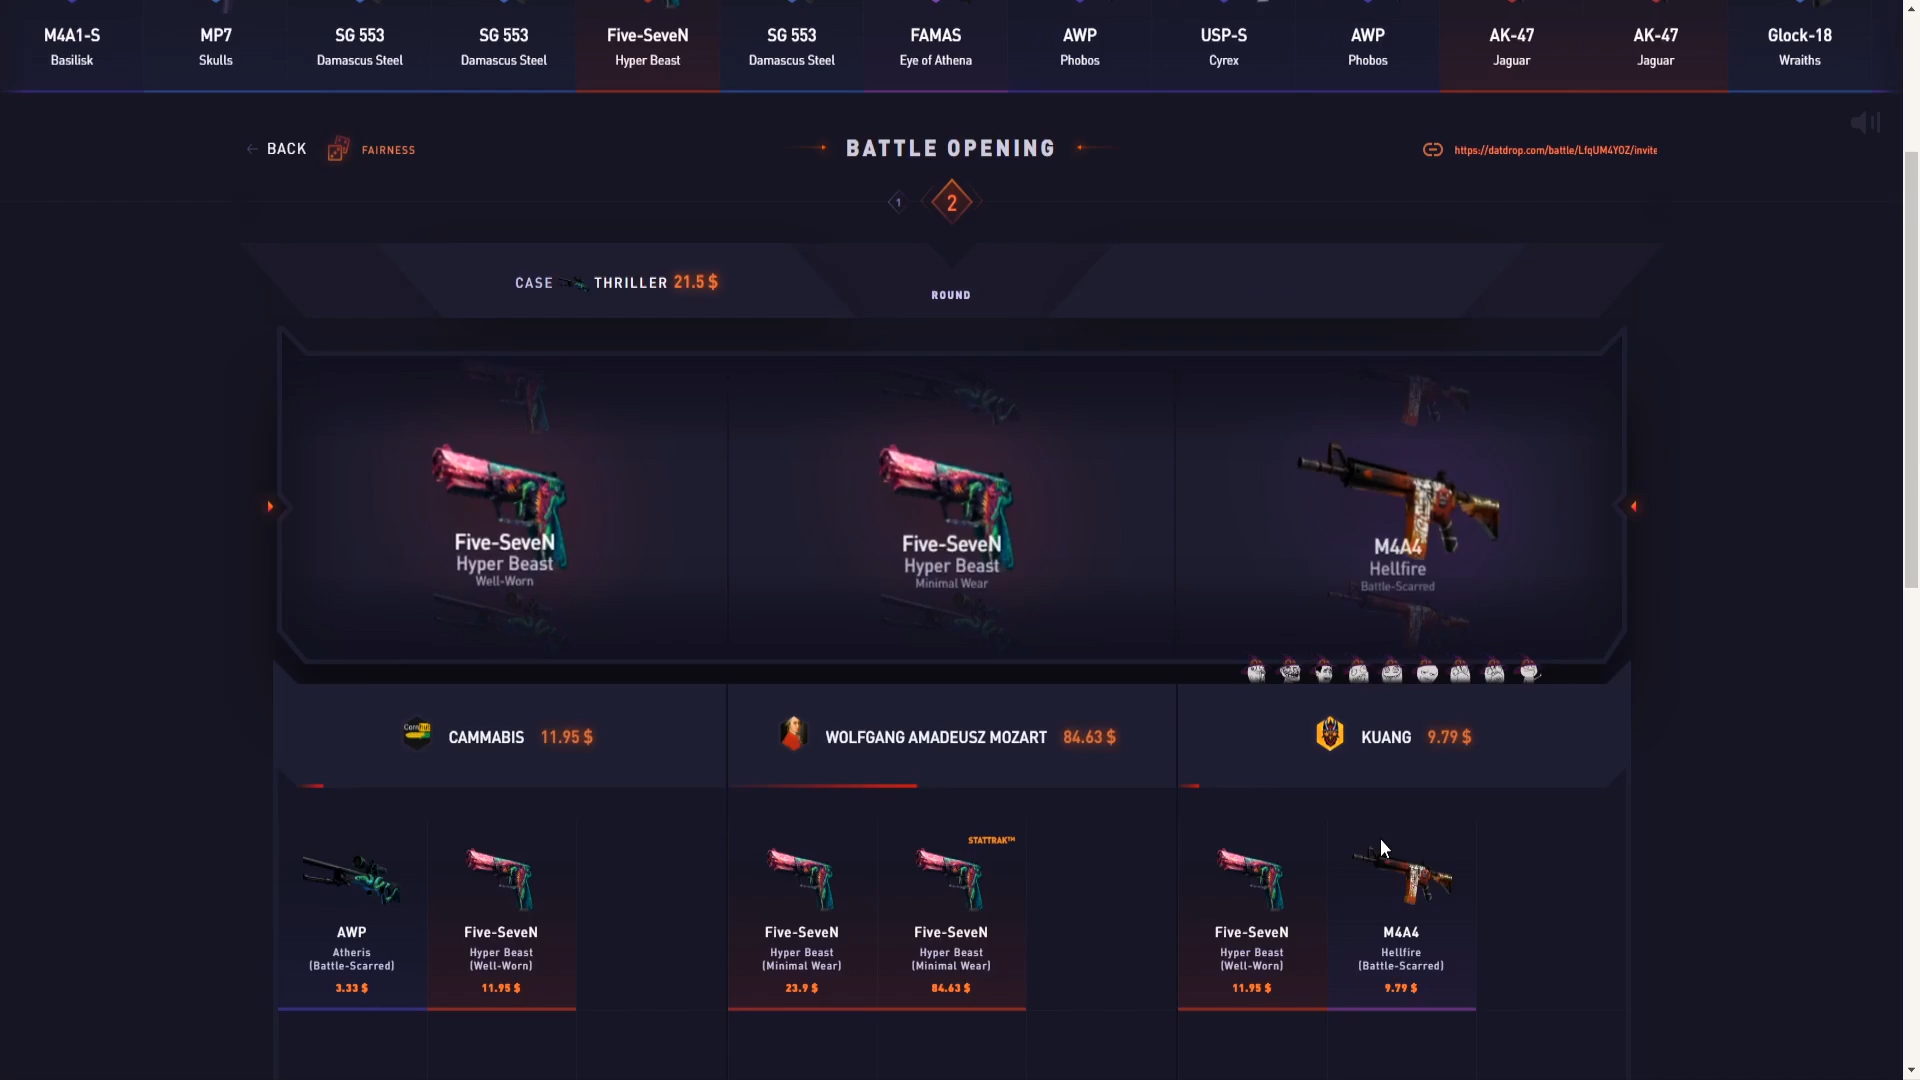 M4A1-S MP7 SG 553 SG 553 Five-SeveN SG 553 FAMAS AWP USP-S AWP AK-47 AK-47 Glock-18
Basilisk Skulls Damascus Steel Damascus Steel Hyper Beast Damascus Steel Eye of Athena Phobos Cyrex Phobos Jaguar Jaguar Wraiths
← BACK FAIRNESS BATTLE OPENING https://datdrop.com/battle/LfqUM4YOZ/invite
1 2
CASE THRILLER 21.5 $
ROUND
Five-SeveN Five-SeveN M4A4
Hyper Beast Hyper Beast Hellfire
Well-Worn Minimal Wear Battle-Scarred
CAMMABIS 11.95 $ WOLFGANG AMADEUSZ MOZART 84.63 $ KUANG 9.79 $
STATTRAK™
AWP Five-SeveN Five-SeveN Five-SeveN Five-SeveN M4A4
Atheris Hyper Beast Hyper Beast Hyper Beast Hyper Beast Hellfire
(Battle-Scarred) (Well-Worn) (Minimal Wear) (Minimal Wear) (Well-Worn) (Battle-Scarred)
3.33 $ 11.95 $ 23.9 $ 84.63 $ 11.95 $ 9.79 $